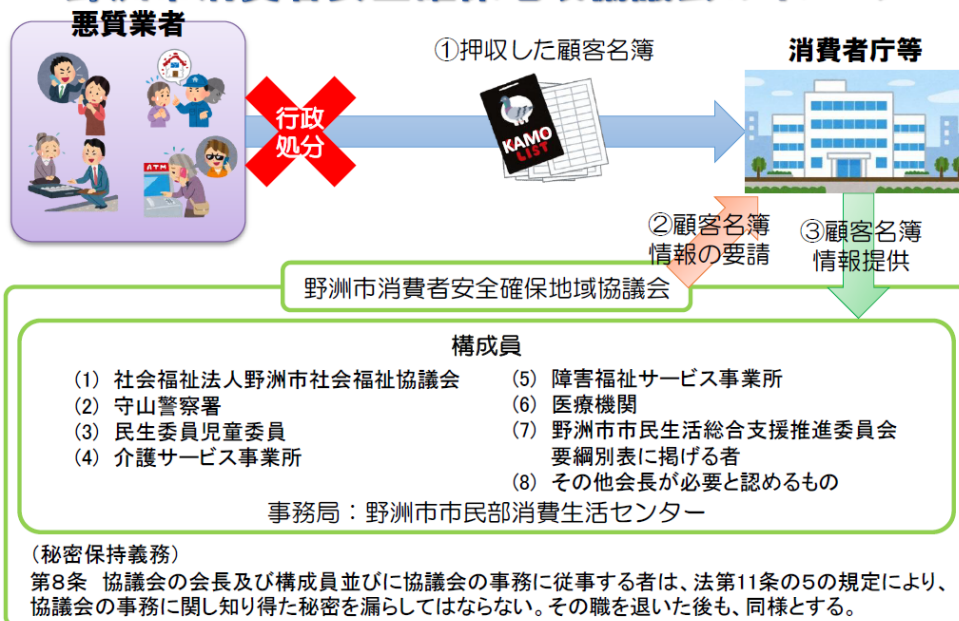 悪質業者
①押収した顧客名簿
消費者庁等
行政
処分
KAMO
LIST
ATM
②顧客名簿
情報の要請
③顧客名簿
情報提供
野洲市消費者安全確保地域協議会
構成員
(1) 社会福祉法人野洲市社会福祉協議会
(2) 守山警察署
(3) 民生委員児童委員
(4) 介護サービス事業所
(5) 障害福祉サービス事業所
(6) 医療機関
(7) 野洲市市民生活総合支援推進委員会
要綱別表に掲げる者
(8) その他会長が必要と認めるもの
事務局：野洲市市民部消費生活センター
（秘密保持義務）
第8条 協議会の会長及び構成員並びに協議会の事務に従事する者は、法第11条の5の規定により、
協議会の事務に関し知り得た秘密を漏らしてはならない。その職を退いた後も、同様とする。